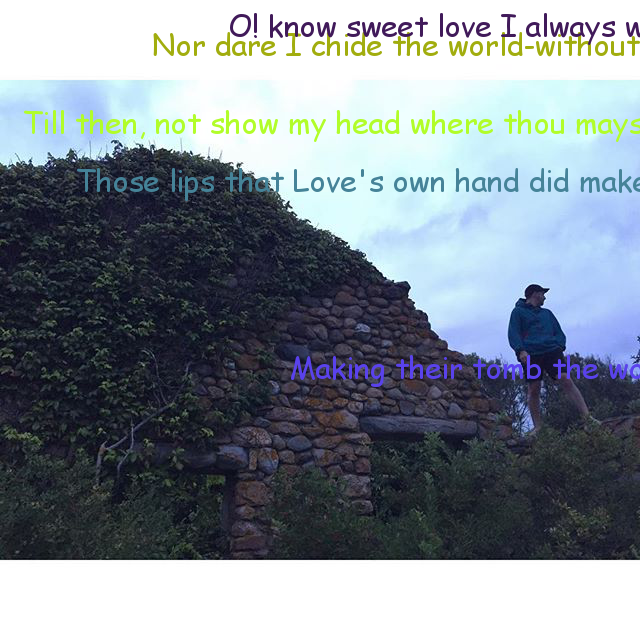 O! know sweet love I always
Nor dare I chide the world-without
Till then, not show my head where thou mays
Those lips that Love's own hand did make
Making their tomb the